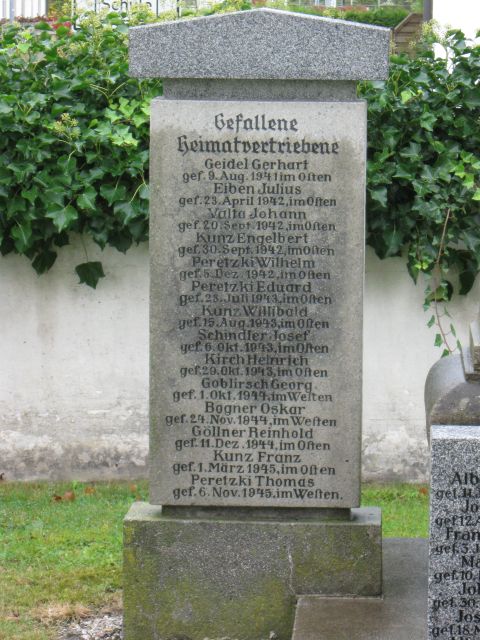 Schule
Gefallene
Heimatvertriebene
Geidel Gerhart
gef. 9. Aug. 1941 im Osten
Eiben Julius
gef. 23. April 1942, im Osten
Valta Johann
gef. 20. Sept. 1942, im Osten
Kunz Engelbert
gef. 30. Sept. 1942, im Osten
Peretzki Wilhelm
gef. 5. Dez. 1942, im Osten
Peretzki Eduard
gef. 23. Juli 1943, im Osten
Kunz Willibald
gef. 15. Aug. 1943, im Osten
Schindler Josef
gef. 6. Okt. 1943, im Osten
Kirch Heinrich
gef. 29. Okt. 1943, im Osten
Goblirsch Georg
gef. 1. Okt. 1944, im Westen
Bogner Oskar
gef. 24. Nov. 1944, im Westen
Göllner Reinhold
gef. 11. Dez. 1944, im Osten
Kunz Franz
gef. 1. März 1945, im Osten
Peretzki Thomas
gef. 6. Nov. 1945, im Westen.